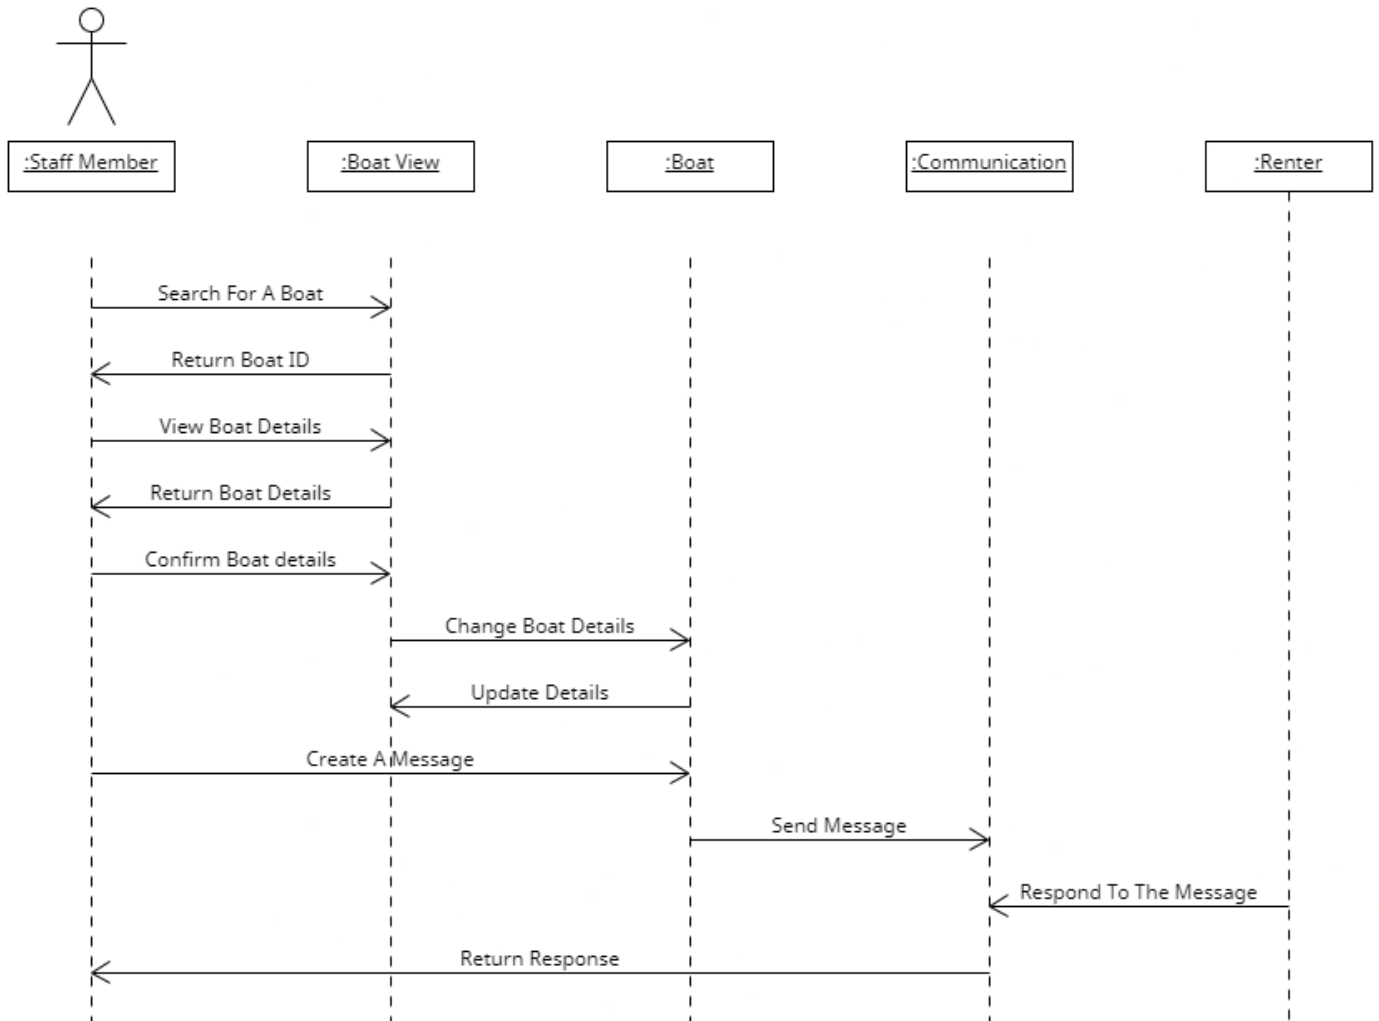 :Staff Member
:Boat View
:Boat
:Communication
:Renter
Search For A Boat
Return Boat ID
View Boat Details
Return Boat Details
Confirm Boat details
Change Boat Details
Update Details
Create A Message
Send Message
Respond To The Message
Return Response